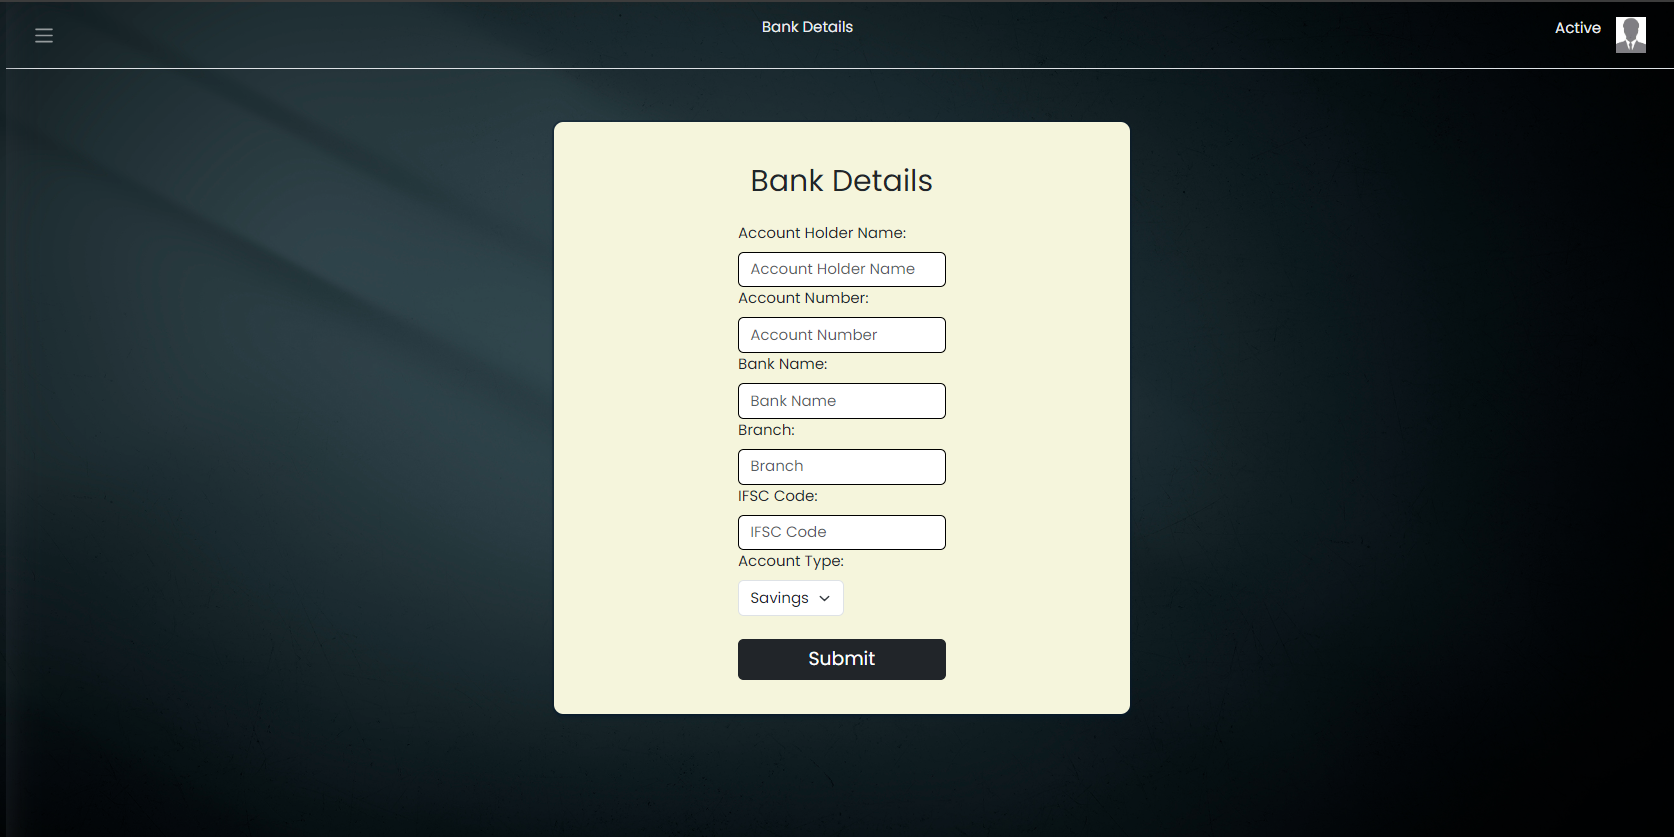 Bank Details
Active
Bank Details
Account Holder Name:
Account Holder Name
Account Number:
Account Number
Bank Name:
Bank Name
Branch:
Branch
IFSC Code:
IFSC Code
Account Type:
Savings
Submit